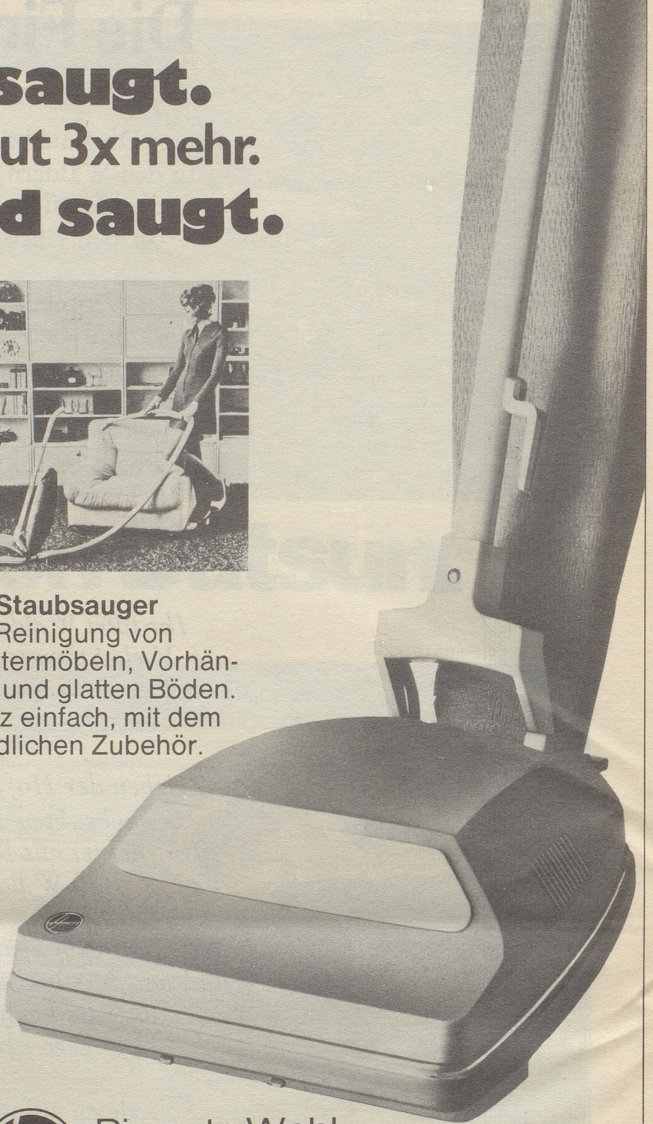 saugt.
ut 3x mehr.
d saugt.
Staubsauger
Reinigung von
termöbeln, Vorhän-
und glatten Böden.
z einfach, mit dem
dlichen Zubehör.